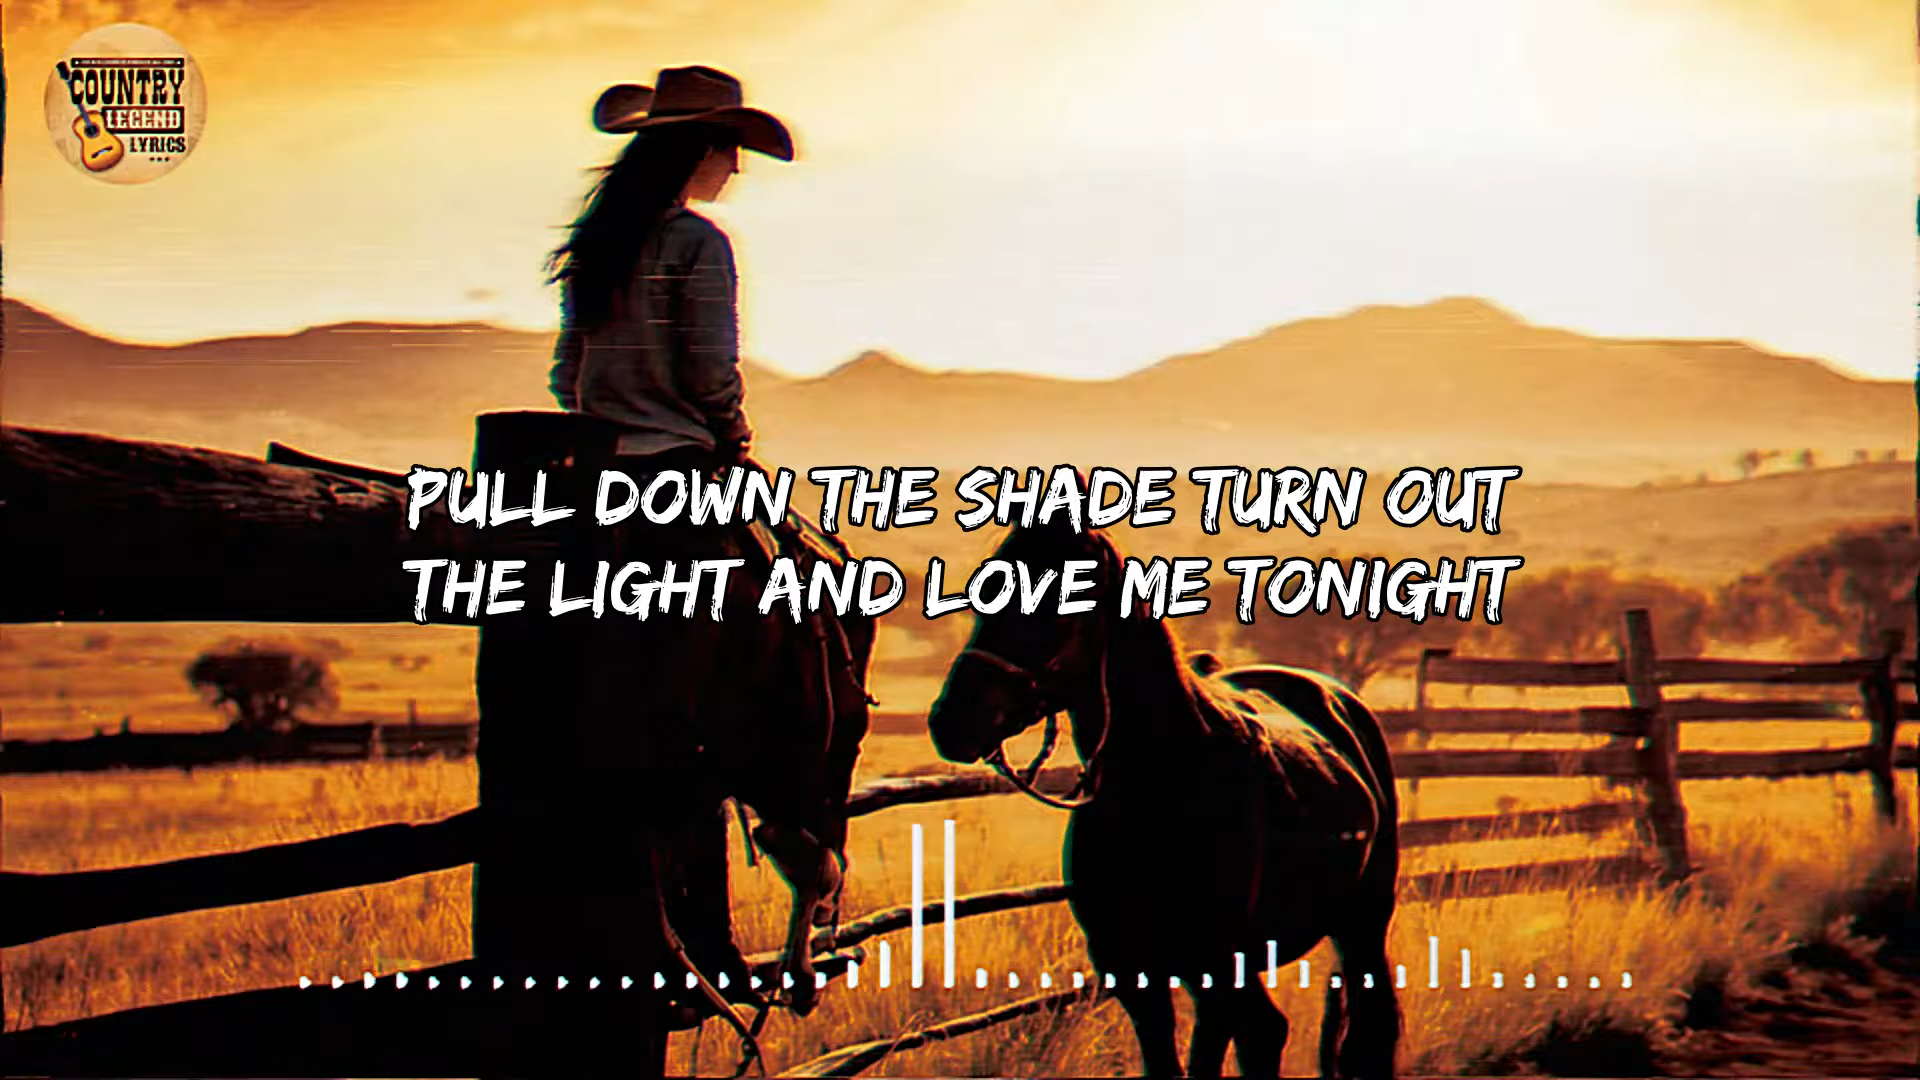 COUNTRY
LEGEND
LYRICS
PULL DOWN THE SHADE TURN OUT
THE LIGHT AND LOVE ME TONIGHT